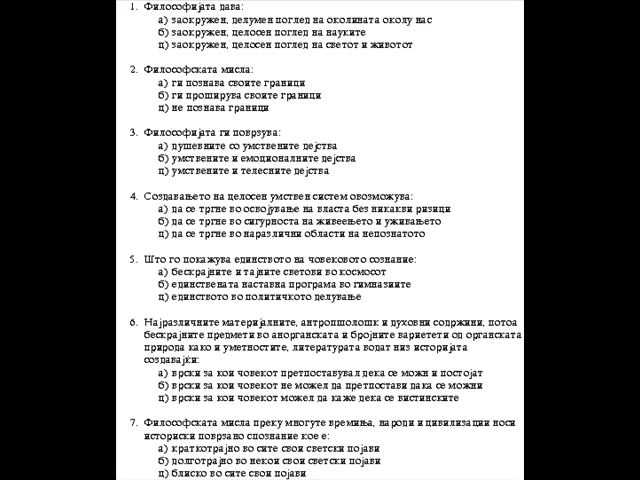 1. Филозофијата дава:
а) заокружен, делумен поглед на околината околу нас
б) заокружен, делосен поглед на науките
ц) заокружен, делосен поглед на светот и животот
2. Филозофската мисла:
а) ги познава своите граници
б) ги проширува своите граници
ц) не познава граници
3. Филозофијата ги поврзува:
а) душевните со умствените дејства
б) умствените и емоционалните дејства
ц) умствените и телесните дејства
4. Создавањето на целосен умствен систем овозможува:
а) да се тргне во освојување на власта без никакви ризици
б) да се тргне во сигурноста на живеењето и уживањето
ц) да се тргне во наразлични области на непознатото
5. Што го покажува единството на човековото сознание:
а) бескрајните и тајните светови во космосот
б) единствената наставна програма во гимназиите
ц) единството во политичкото делување
6. Најразличните материјалните, антропшолошк и духовни содржини, потоа
бескрајните предмети во анорганската и бројните вариетети од органската
природа како и уметностите, литературата водат низ историјата
создавајќи:
а) врски за кои човекот претпоставувал дека се можн и постојат
б) врски за кои човекот не можел да претпостави дака се можни
ц) врски за кои човекот можел да каже дека се вистинските
7. Филозофската мисла преку многуте времиња, народи и цивилизации носи
историски поврзано спознание кое е:
а) краткотрајно во сите свои светски појави
б) долготрајно во некои свои светски појави
ц) блиско во сите свои појави